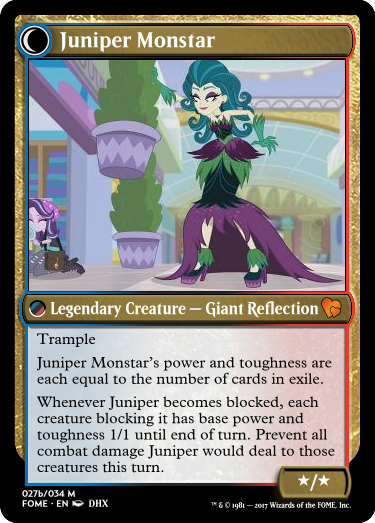 Juniper Monstar
Legendary Creature — Giant Reflection
Trample
Juniper Monstar's power and toughness are
each equal to the number of cards in exile.
Whenever Juniper becomes blocked, each
creature blocking it has base power and
toughness 1/1 until end of turn. Prevent all
combat damage Juniper would deal to those
creatures this turn.
★/★
027b/034 M
FOME • EN DHX
™ & © 1981 — 2017 Wizards of the FOME, Inc.